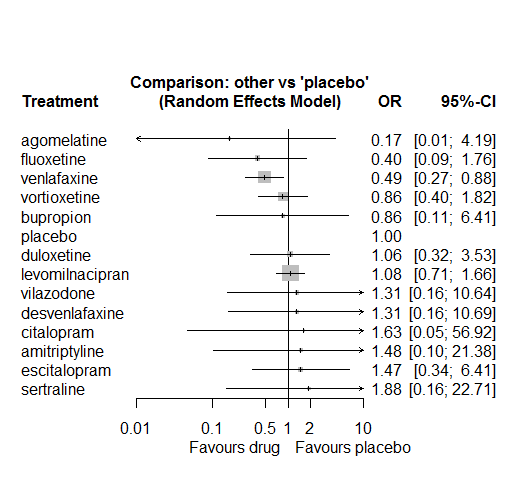 Comparison: other vs 'placebo'
Treatment (Random Effects Model) OR 95%-CI
agomelatine 0.17 [0.01; 4.19]
fluoxetine 0.40 [0.09; 1.76]
venlafaxine 0.49 [0.27; 0.88]
vortioxetine 0.86 [0.40; 1.82]
bupropion 0.86 [0.11; 6.41]
placebo 1.00
duloxetine 1.06 [0.32; 3.53]
levomilnacipran 1.08 [0.71; 1.66]
vilazodone 1.31 [0.16; 10.64]
desvenlafaxine 1.31 [0.16; 10.69]
citalopram 1.63 [0.05; 56.92]
amitriptyline 1.48 [0.10; 21.38]
escitalopram 1.47 [0.34; 6.41]
sertraline 1.88 [0.16; 22.71]
0.01 0.1 0.5 1 2 10
Favours drug Favours placebo